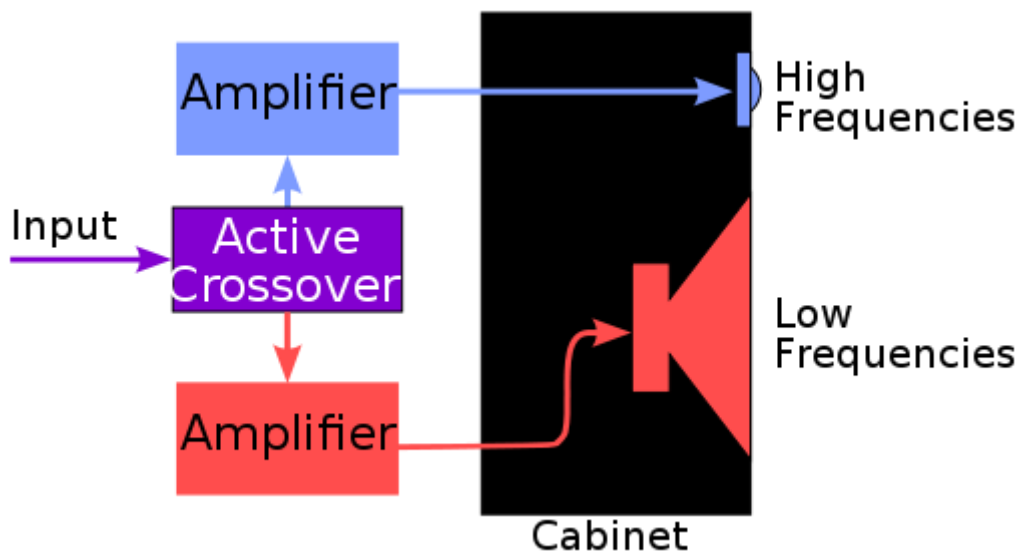 Amplifier
High
Frequencies
Input
Active
Crossover
Low
Frequencies
Amplifier
Cabinet